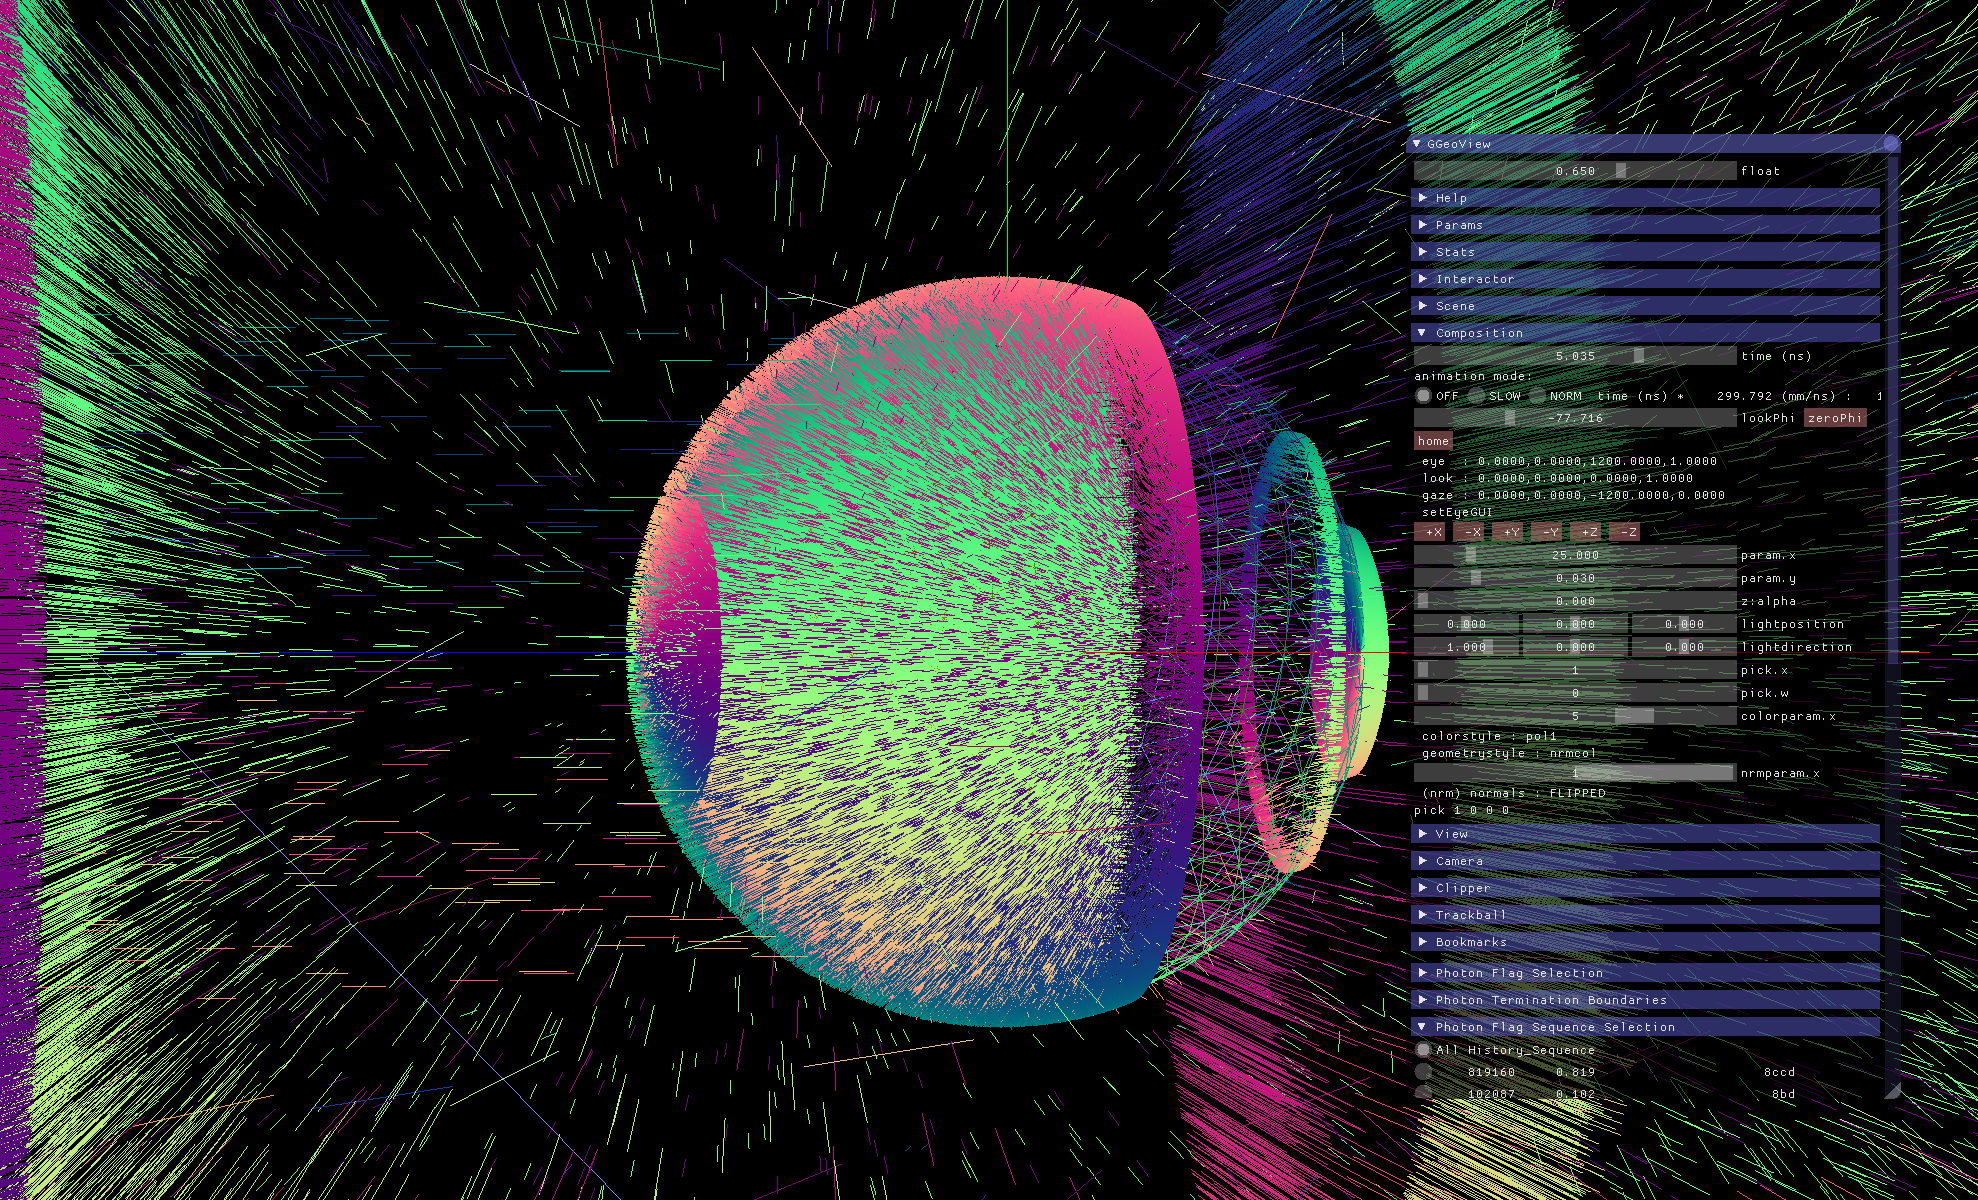 GGeoView
0.650 float
Help
Params
Stats
Interactor
Scene
Composition
5.035 time (ns)
animation mode:
OFF SLOW NORM time (ns) * 299.792 (mm/ns) : 1
-77.716 lookPhi zeroPhi
home
eye : 0.0000,0.0000,1200.0000,1.0000
look : 0.0000,0.0000,0.0000,1.0000
gaze : 0.0000,0.0000,-1200.0000,0.0000
setEyeGUI
+X -X +Y -Y +Z -Z
25.000 param.x
0.030 param.y
0.000 z:alpha
0.000 0.000 0.000 lightposition
1.000 0.000 0.000 lightdirection
1 pick.x
0 pick.w
5 colorparam.x
colorstyle : pol1
geometrystyle : nrmcol
1 nrmparam.x
(nrm) normals : FLIPPED
pick 1 0 0 0
View
Camera
Clipper
Trackball
Bookmarks
Photon Flag Selection
Photon Termination Boundaries
Photon Flag Sequence Selection
All History_Sequence
819160 0.819 8ccd
102087 0.102 8bd